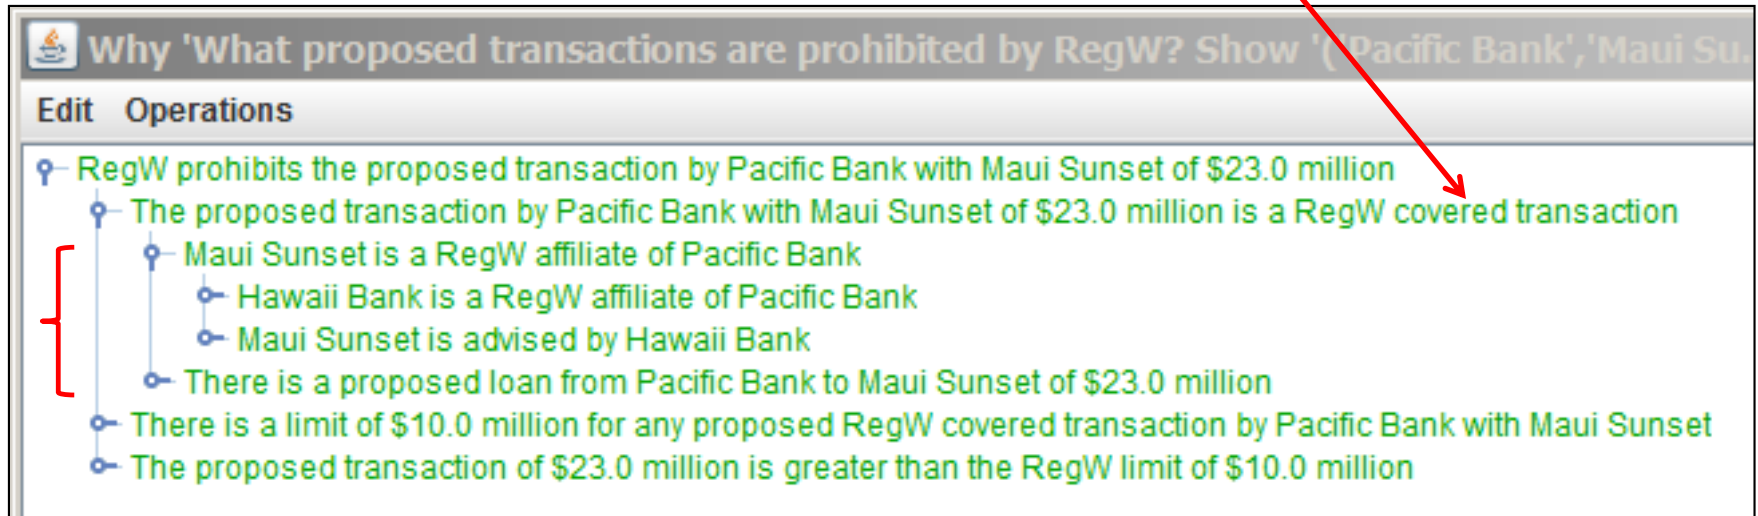 Why 'What proposed transactions are prohibited by RegW? Show '('Pacific Bank','Maui Su...
Edit Operations
RegW prohibits the proposed transaction by Pacific Bank with Maui Sunset of $23.0 million
The proposed transaction by Pacific Bank with Maui Sunset of $23.0 million is a RegW covered transaction
Maui Sunset is a RegW affiliate of Pacific Bank
Hawaii Bank is a RegW affiliate of Pacific Bank
Maui Sunset is advised by Hawaii Bank
There is a proposed loan from Pacific Bank to Maui Sunset of $23.0 million
There is a limit of $10.0 million for any proposed RegW covered transaction by Pacific Bank with Maui Sunset
The proposed transaction of $23.0 million is greater than the RegW limit of $10.0 million